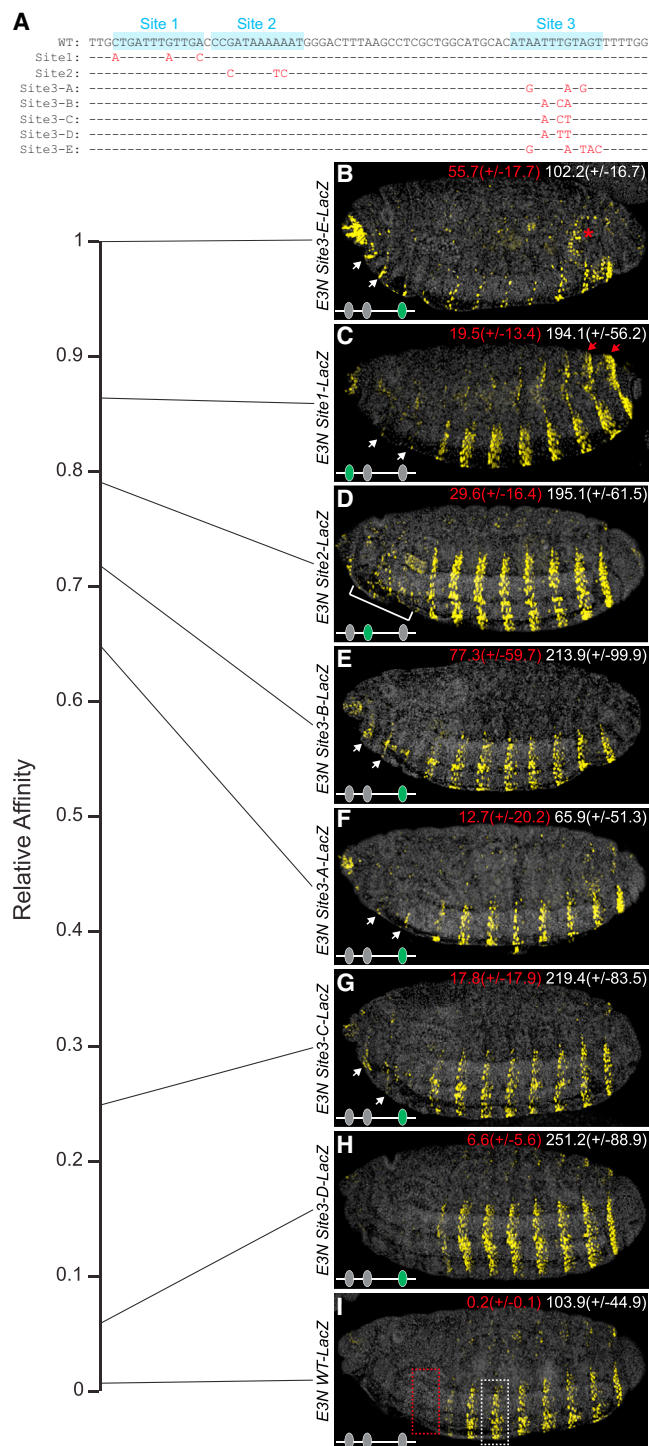 A
Site 1 Site 2 Site 3
WT: TTGCTGATTTGTTGACCCGATAAAAAATGGGACTTTAAGCCTCGCTGGCATGCACATAATTTGTAGTTTTTGG
Site1: ---A------A---C----------------------------------------------------------
Site2: ------------------C-----TC-----------------------------------------------
Site3-A: ---------------------------------------------------------G----A-G--------
Site3-B: -----------------------------------------------------------A-CA----------
Site3-C: -----------------------------------------------------------A-CT----------
Site3-D: -----------------------------------------------------------A-TT----------
Site3-E: ---------------------------------------------------------G----A-TAC------
Relative Affinity
1
0.9
0.8
0.7
0.6
0.5
0.4
0.3
0.2
0.1
0
E3N Site3-E-LacZ
B
55.7(+/-17.7) 102.2(+/-16.7)
*
E3N Site1-LacZ
C
19.5(+/-13.4) 194.1(+/-56.2)
E3N Site2-LacZ
D
29.6(+/-16.4) 195.1(+/-61.5)
E3N Site3-B-LacZ
E
77.3(+/-59.7) 213.9(+/-99.9)
E3N Site3-A-LacZ
F
12.7(+/-20.2) 65.9(+/-51.3)
E3N Site3-C-LacZ
G
17.8(+/-17.9) 219.4(+/-83.5)
E3N Site3-D-LacZ
H
6.6(+/-5.6) 251.2(+/-88.9)
E3N WT-LacZ
I
0.2(+/-0.1) 103.9(+/-44.9)